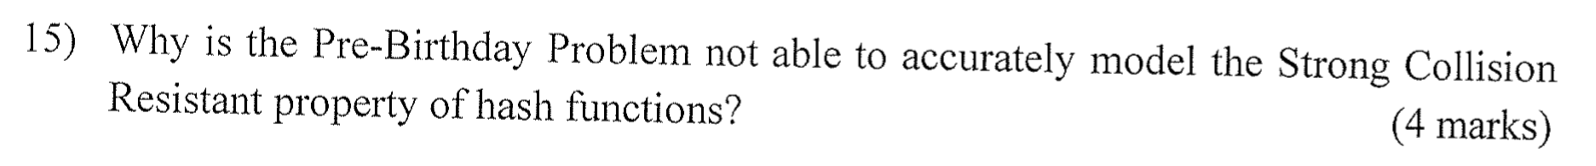 15) Why is the Pre-Birthday Problem not able to accurately model the Strong Collision
Resistant property of hash functions?
(4 marks)